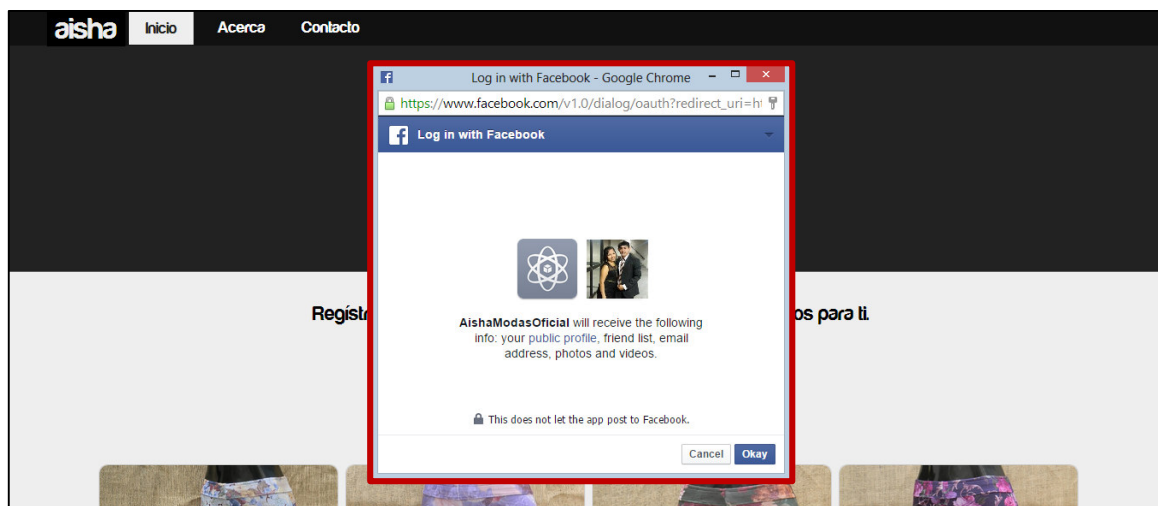 aisha Inicio Acerca Contacto
Log in with Facebook - Google Chrome
https://www.facebook.com/v1.0/dialog/oauth?redirect_uri=ht
Log in with Facebook
os para ti.
AishaModasOficial will receive the following
info: your public profile, friend list, email
address, photos and videos.
This does not let the app post to Facebook.
Cancel Okay